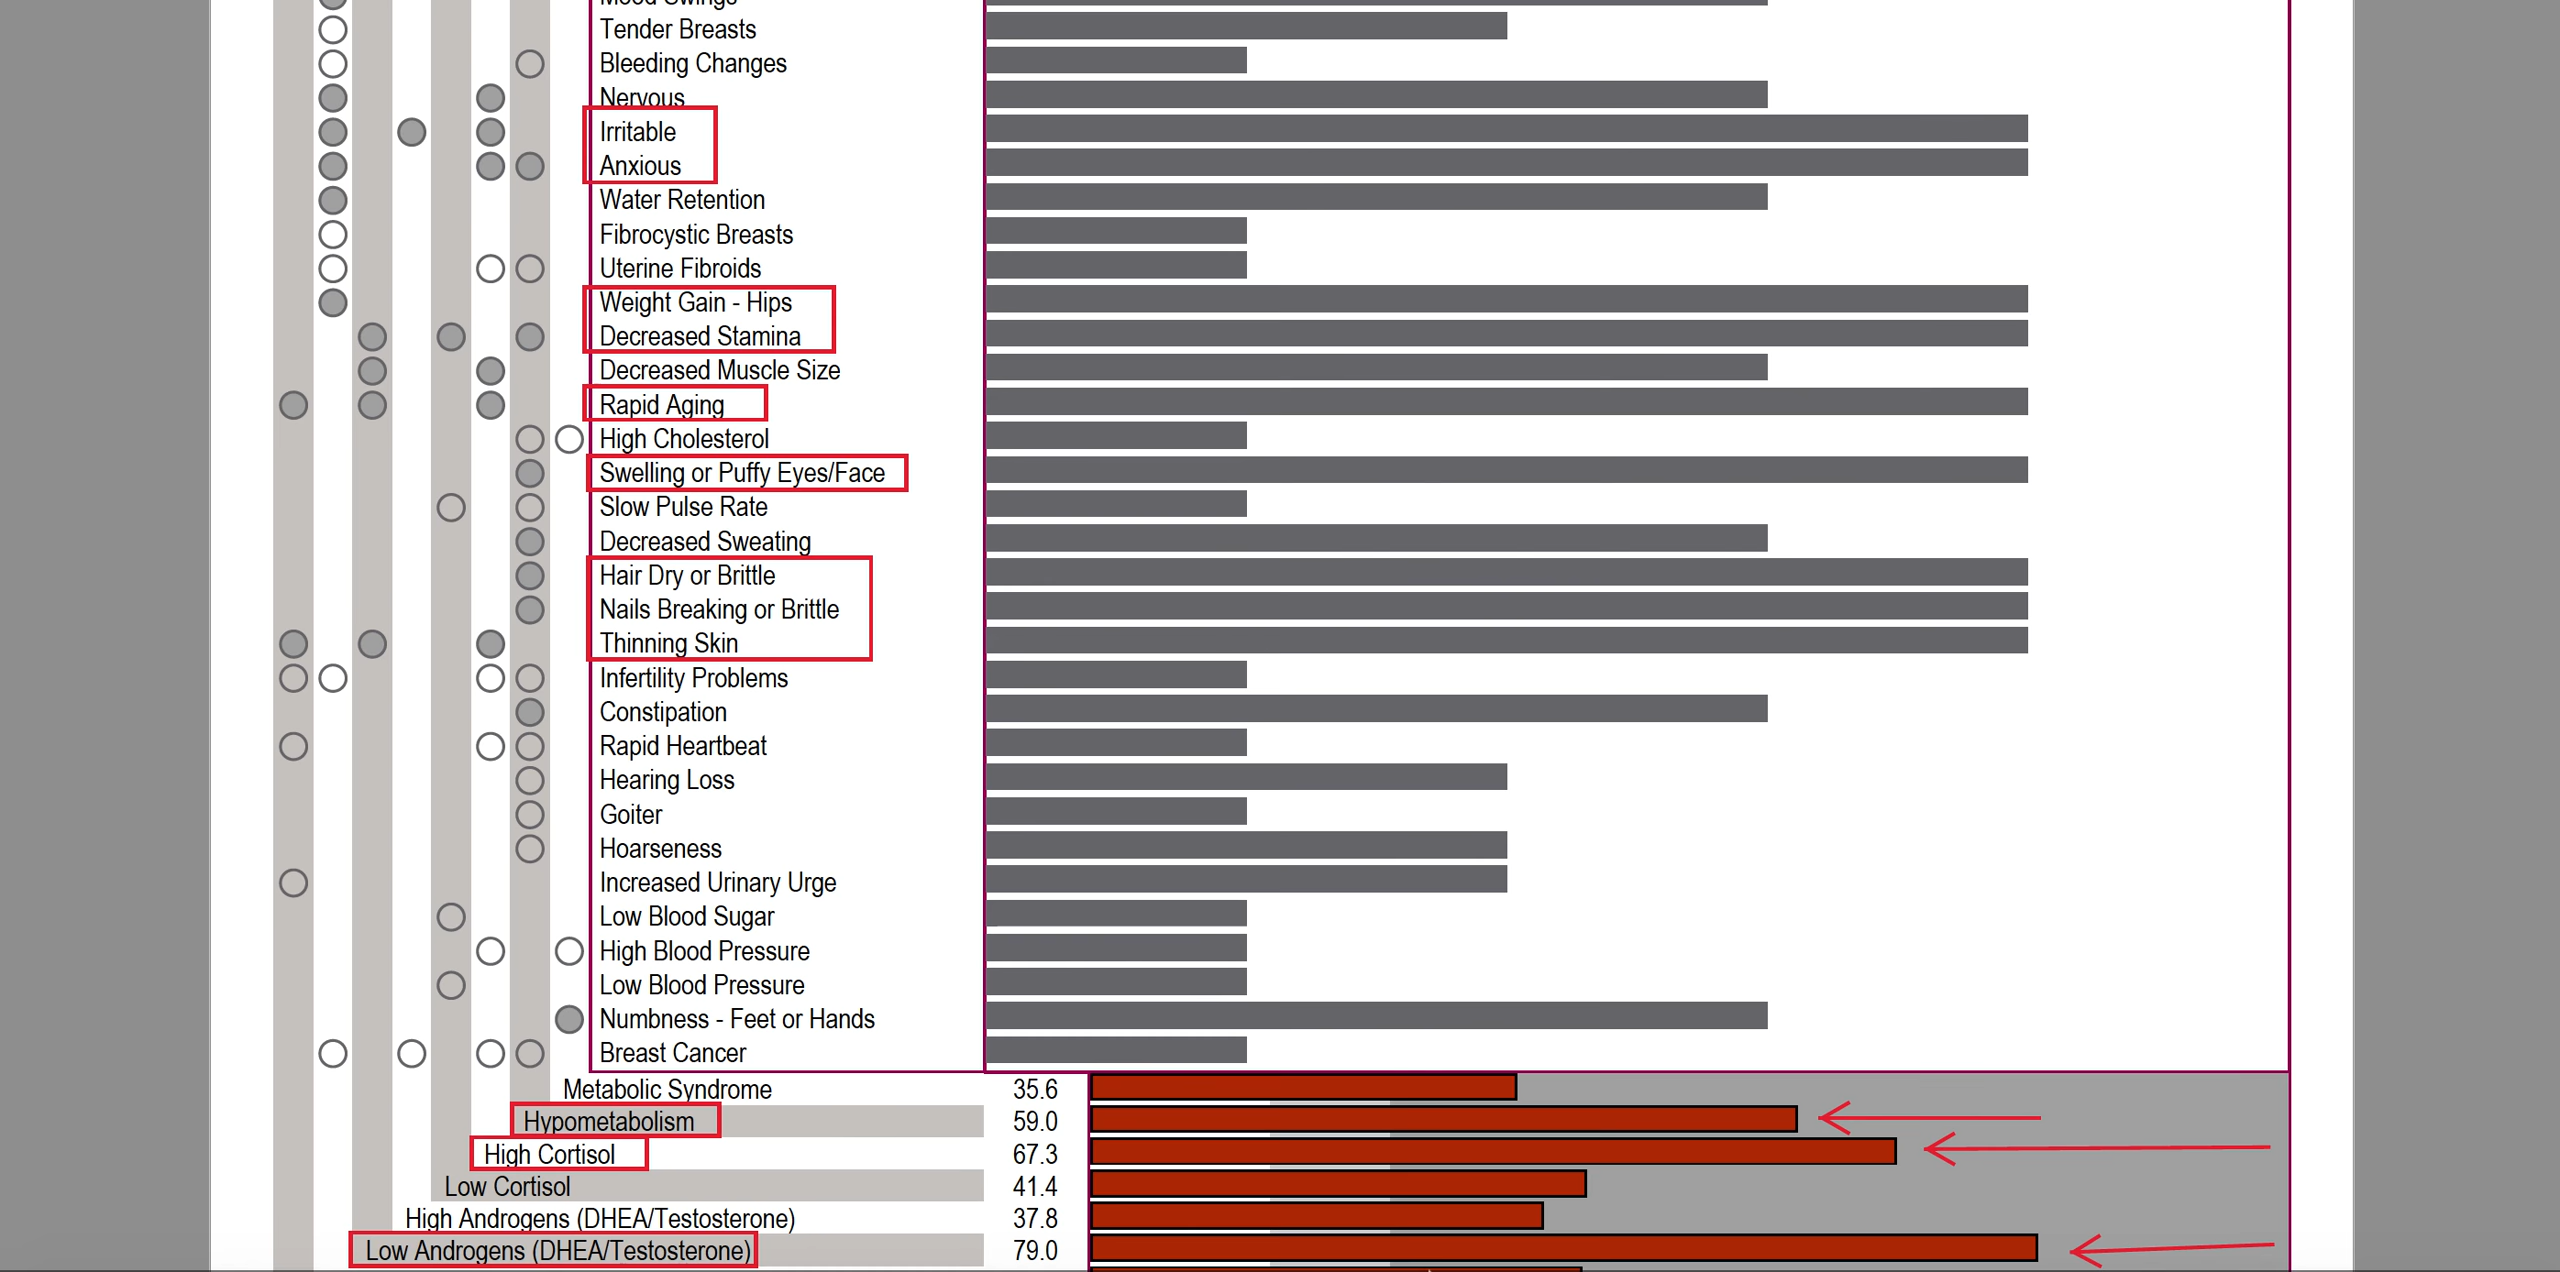 Mood Swings
Tender Breasts
Bleeding Changes
Nervous
Irritable
Anxious
Water Retention
Fibrocystic Breasts
Uterine Fibroids
Weight Gain - Hips
Decreased Stamina
Decreased Muscle Size
Rapid Aging
High Cholesterol
Swelling or Puffy Eyes/Face
Slow Pulse Rate
Decreased Sweating
Hair Dry or Brittle
Nails Breaking or Brittle
Thinning Skin
Infertility Problems
Constipation
Rapid Heartbeat
Hearing Loss
Goiter
Hoarseness
Increased Urinary Urge
Low Blood Sugar
High Blood Pressure
Low Blood Pressure
Numbness - Feet or Hands
Breast Cancer
Metabolic Syndrome 35.6
Hypometabolism 59.0
High Cortisol 67.3
Low Cortisol 41.4
High Androgens (DHEA/Testosterone) 37.8
Low Androgens (DHEA/Testosterone) 79.0